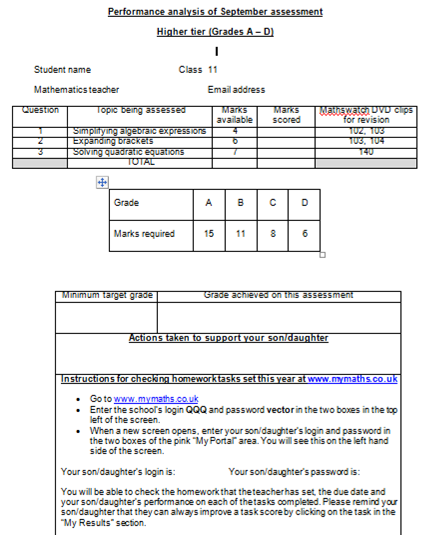 Performance analysis of September assessment
Higher tier (Grades A – D)
Student name Class 11
Mathematics teacher Email address
Question Topic being assessed Marks available Marks scored Mathswatch DVD clips for revision
1 Simplifying algebraic expressions 4 102, 103
2 Expanding brackets 6 103, 104
3 Solving quadratic equations 7 140
TOTAL
Grade A B C D
Marks required 15 11 8 6
Minimum target grade Grade achieved on this assessment
Actions taken to support your son/daughter
Instructions for checking homework tasks set this year at www.mymaths.co.uk
• Go to www.mymaths.co.uk
• Enter the school's login QQQ and password vector in the two boxes in the top
left of the screen.
• When a new screen opens, enter your son/daughter's login and password in
the two boxes of the pink "My Portal" area. You will see this on the left hand
side of the screen.
Your son/daughter's login is: Your son/daughter's password is:
You will be able to check the homework that the teacher has set, the due date and
your son/daughter's performance on each of the tasks completed. Please remind your
son/daughter that they can always improve a task score by clicking on the task in the
"My Results" section.